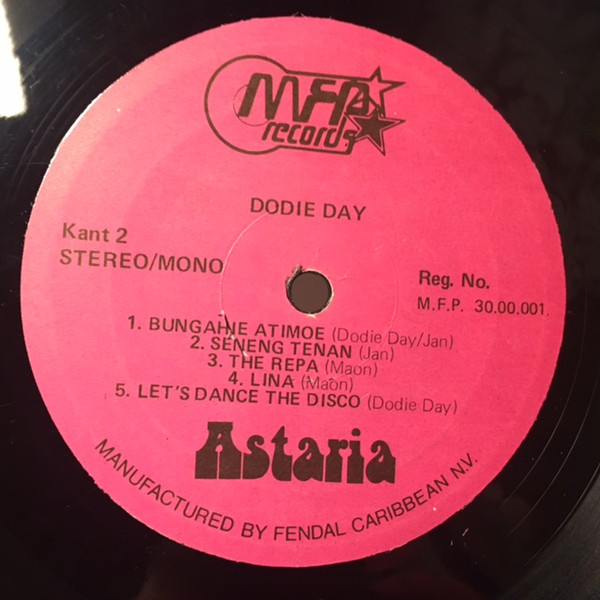 MFP
records
DODIE DAY
Kant 2
STEREO/MONO
Reg. No.
M.F.P. 30.00.001.
1. BUNGAHE ATIMOE (Dodie Day/Jan)
2. SENENG TENAN (Jan)
3. THE REPA (Maon)
4. LINA (Maon)
5. LET'S DANCE THE DISCO (Dodie Day)
Astaria
MANUFACTURED BY FENDAL CARIBBEAN N.V.